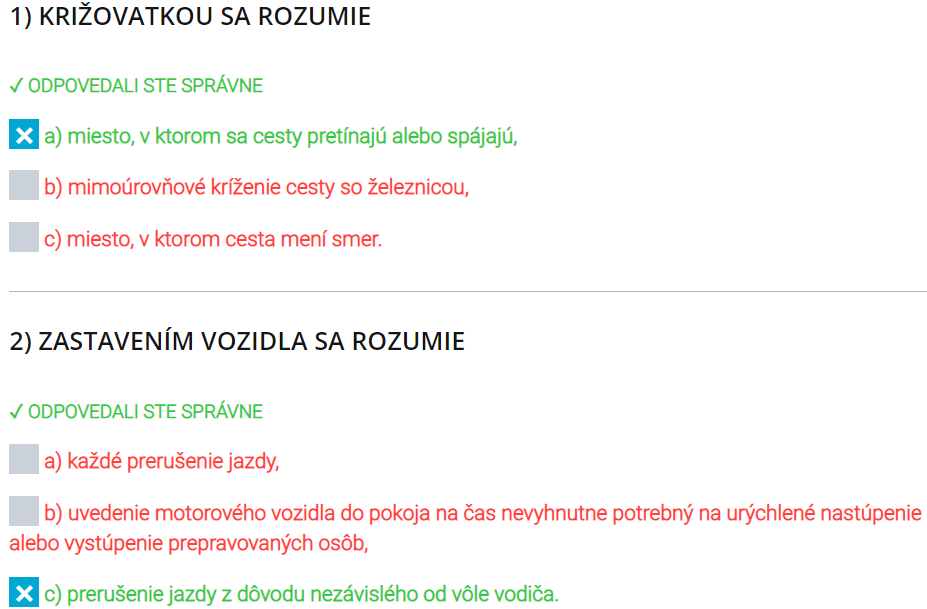 1) KRIŽOVATKOU SA ROZUMIE
✓ ODPOVEDALI STE SPRÁVNE
a) miesto, v ktorom sa cesty pretínajú alebo spájajú,
b) mimoúrovňové kríženie cesty so železnicou,
c) miesto, v ktorom cesta mení smer.
2) ZASTAVENÍM VOZIDLA SA ROZUMIE
✓ ODPOVEDALI STE SPRÁVNE
a) každé prerušenie jazdy,
b) uvedenie motorového vozidla do pokoja na čas nevyhnutne potrebný na urýchlené nastúpenie
alebo vystúpenie prepravovaných osôb,
c) prerušenie jazdy z dôvodu nezávislého od vôle vodiča.